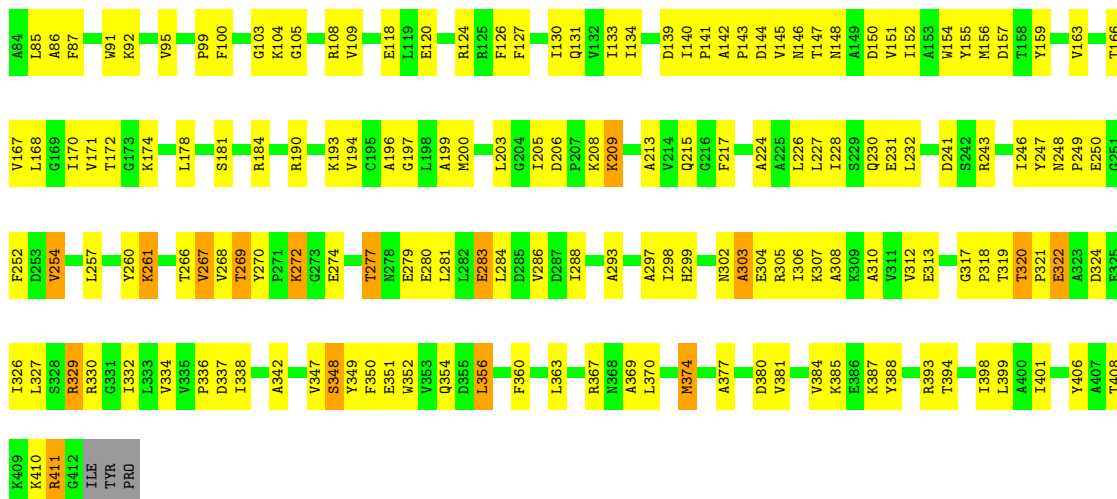 A84 L85 A86 F87 W91 K92 V95 P99 F100 G103 K104 G105 R108 V109 E118 L119 E120 R124 R125 F126 F127 I130 Q131 V132 I133 I134 D139 I140 P141 A142 P143 D144 V145 N146 T147 N148 A149 D150 V151 I152 A153 W154 Y155 M156 D157 T158 Y159 V163 T166
V167 L168 G169 I170 V171 T172 G173 K174 L178 S181 R184 R190 K193 V194 C195 A196 G197 L198 A199 M200 L203 G204 I205 D206 P207 K208 K209 A213 V214 Q215 G216 F217 A224 A225 L226 L227 I228 S229 Q230 E231 L232 D241 S242 R243 I246 Y247 N248 P249 E250 G251
F252 D253 V254 L257 Y260 K261 T266 V267 V268 T269 Y270 P271 K272 G273 E274 T277 N278 E279 E280 L281 L282 E283 L284 D285 V286 D287 I288 A293 A297 I298 H299 N302 A303 E304 R305 I306 K307 A308 K309 A310 V311 V312 E313 G317 P318 T319 T320 P321 E322 A323 D324 E325
I326 L327 S328 R329 R330 G331 I332 L333 V334 V335 P336 D337 I338 A342 V347 S348 Y349 F350 E351 W352 V353 Q354 D355 L356 F360 L363 R367 N368 A369 L370 M374 A377 D380 V381 V384 K385 E386 K387 Y388 R393 T394 I398 L399 A400 I401 Y406 A407 T408
K409 K410 R411 G412 ILE TYR PRO